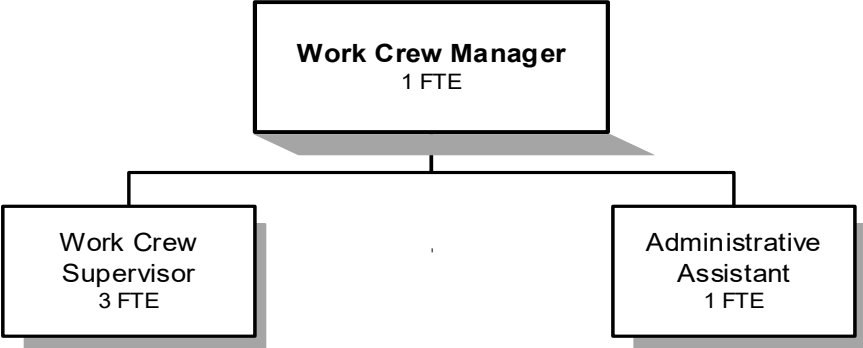 Work Crew Manager
1 FTE
Work Crew
Supervisor
3 FTE
Administrative
Assistant
1 FTE